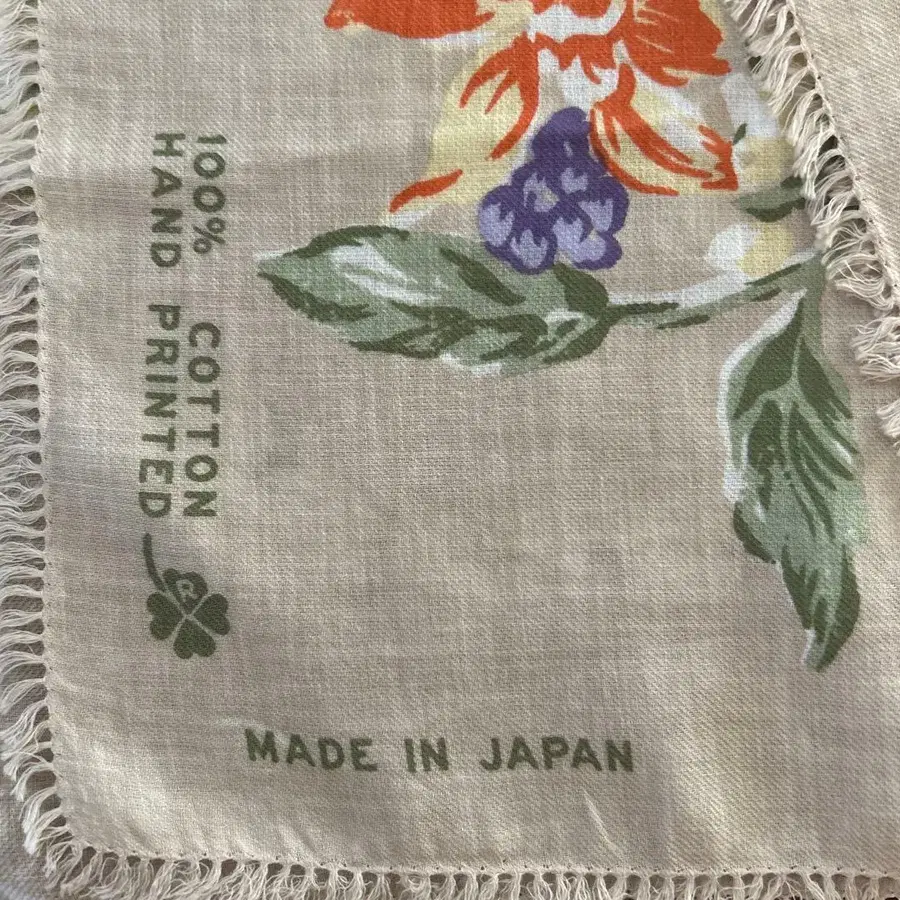 100% COTTON
HAND PRINTED
R
MADE IN JAPAN